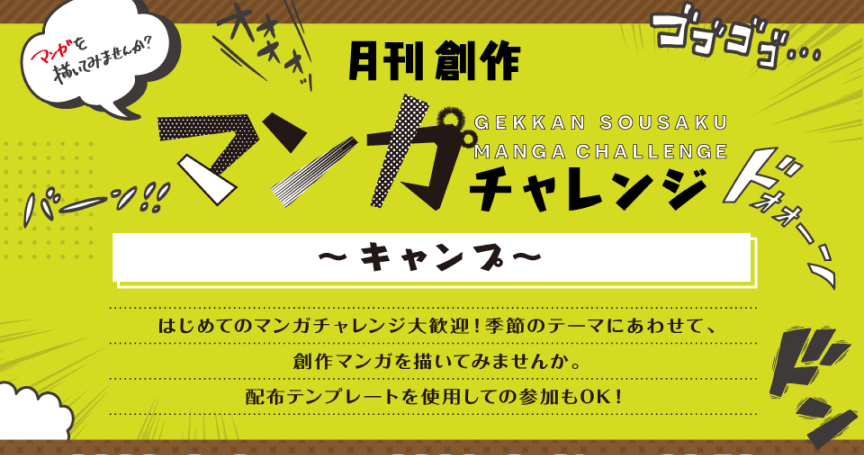 マンガを
描いてみませんか?
オオオオッ
ゴゴゴゴ…
月刊 創作
マンガ
GEKKAN SOUSAKU
MANGA CHALLENGE
チャレンジ
バーン!!
ドォオーン
～キャンプ～
はじめてのマンガチャレンジ大歓迎!季節のテーマにあわせて、
創作マンガを描いてみませんか。
配布テンプレートを使用しての参加もOK!
ドン